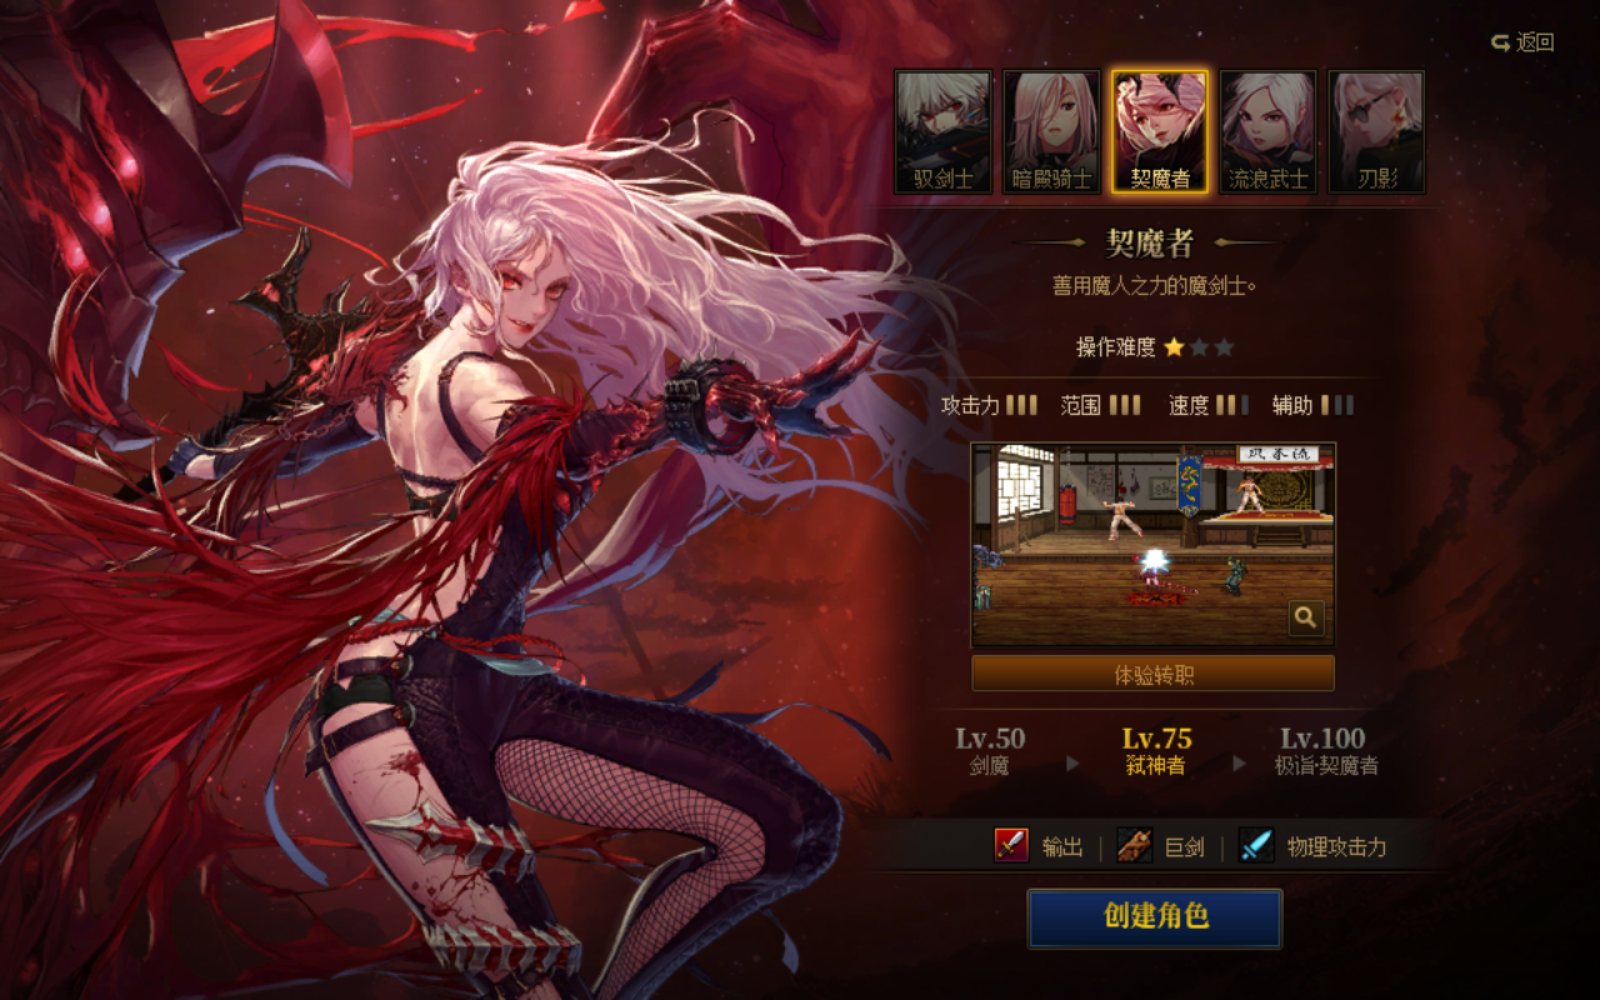 返回
驭剑士 暗殿骑士 契魔者 流浪武士 刃影
契魔者
善用魔人之力的魔剑士。
操作难度
攻击力 范围 速度 辅助
体验转职
Lv.50 Lv.75 Lv.100
剑魔 弑神者 极诣·契魔者
输出 | 巨剑 | 物理攻击力
创建角色